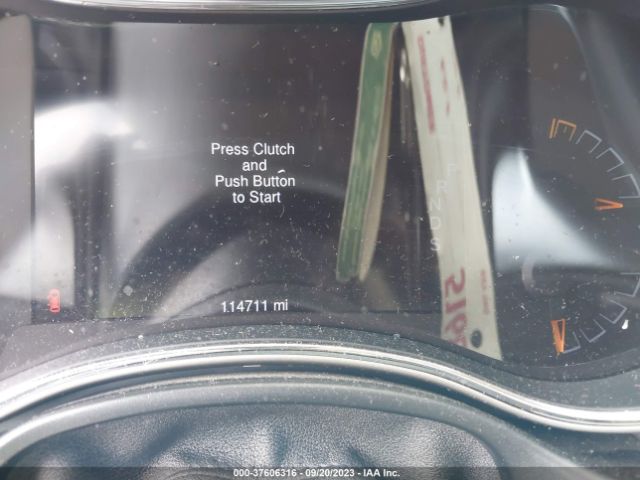 Press Clutch
and
Push Button
to Start
P
R
N
D
S
E
114711 mi
000-37606316 | 09/20/2023 | IAA Inc.